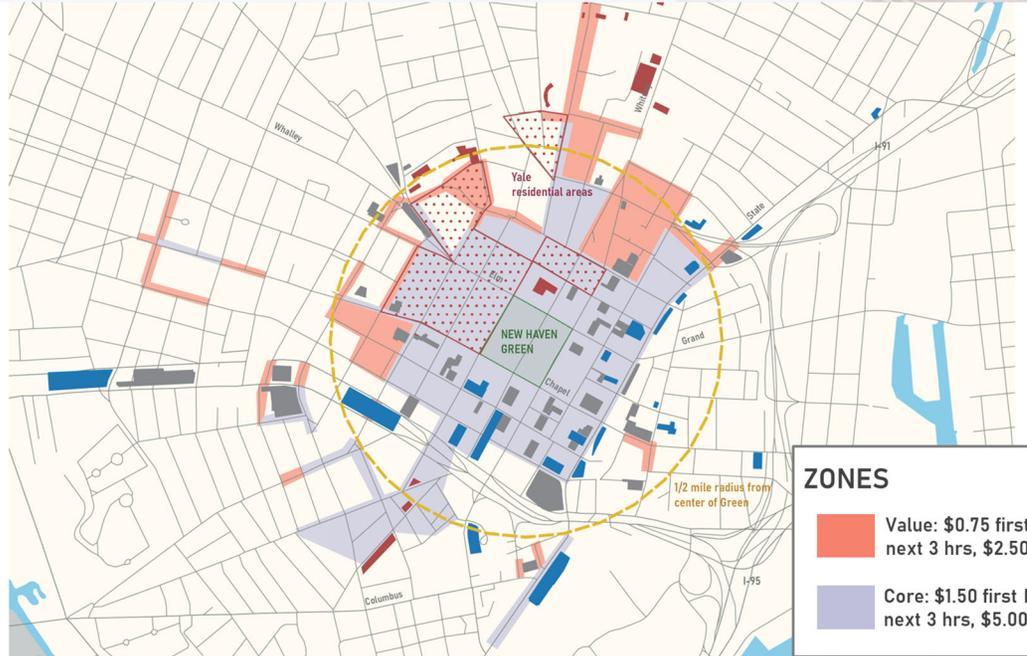 Whalley
Whit
I-91
Yale
residential areas
State
Elm
NEW HAVEN
GREEN
Grand
Chapel
1/2 mile radius from
center of Green
I-95
Columbus
ZONES
Value: $0.75 first
next 3 hrs, $2.50
Core: $1.50 first
next 3 hrs, $5.00